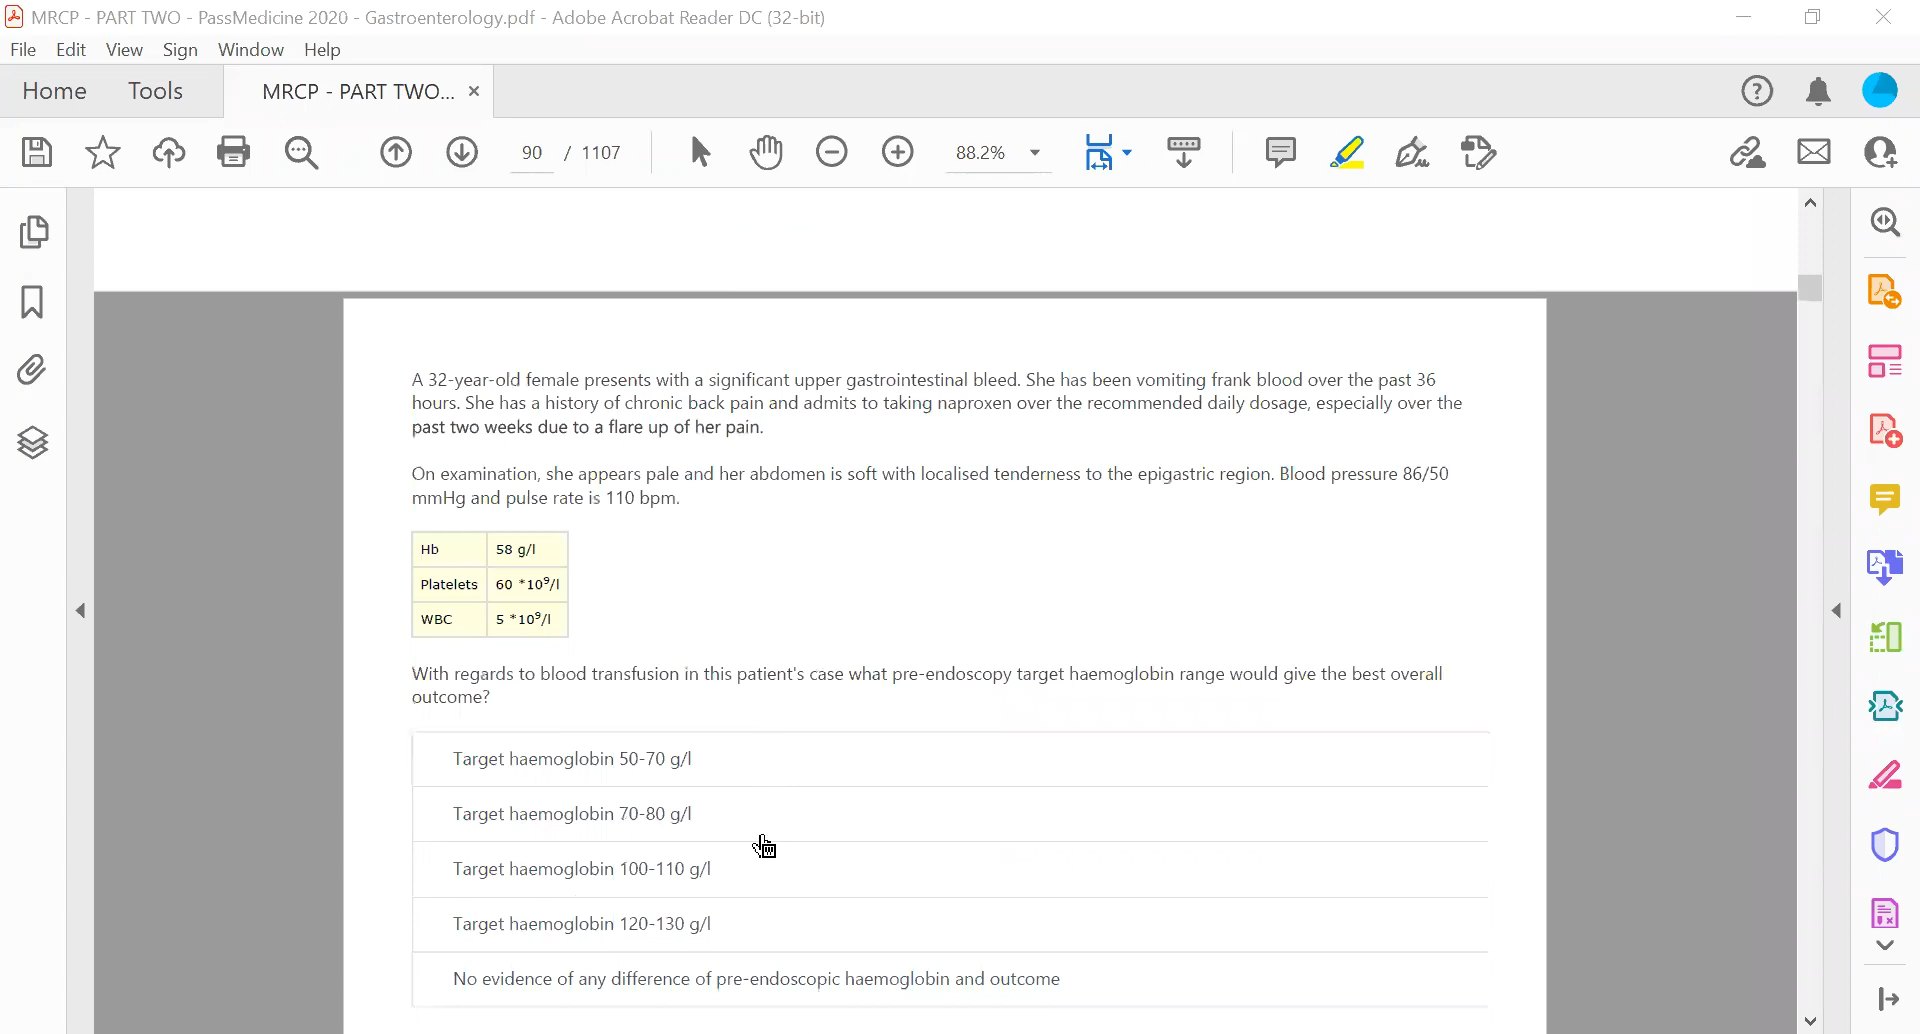 MRCP - PART TWO - PassMedicine 2020 - Gastroenterology.pdf - Adobe Acrobat Reader DC (32-bit)
File Edit View Sign Window Help
Home Tools MRCP - PART TWO... ×
90 / 1107 88.2%
A 32-year-old female presents with a significant upper gastrointestinal bleed. She has been vomiting frank blood over the past 36
hours. She has a history of chronic back pain and admits to taking naproxen over the recommended daily dosage, especially over the
past two weeks due to a flare up of her pain.
On examination, she appears pale and her abdomen is soft with localised tenderness to the epigastric region. Blood pressure 86/50
mmHg and pulse rate is 110 bpm.
Hb 58 g/l
Platelets 60 *10⁹/l
WBC 5 *10⁹/l
With regards to blood transfusion in this patient's case what pre-endoscopy target haemoglobin range would give the best overall
outcome?
Target haemoglobin 50-70 g/l
Target haemoglobin 70-80 g/l
Target haemoglobin 100-110 g/l
Target haemoglobin 120-130 g/l
No evidence of any difference of pre-endoscopic haemoglobin and outcome